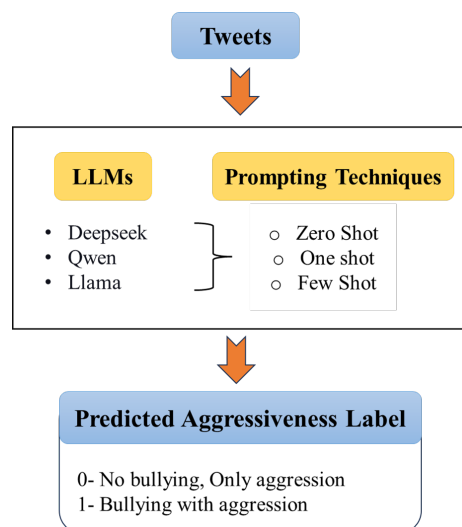 Tweets
LLMs
• Deepseek
• Qwen
• Llama
Prompting Techniques
○ Zero Shot
○ One shot
○ Few Shot
Predicted Aggressiveness Label
0- No bullying, Only aggression
1- Bullying with aggression